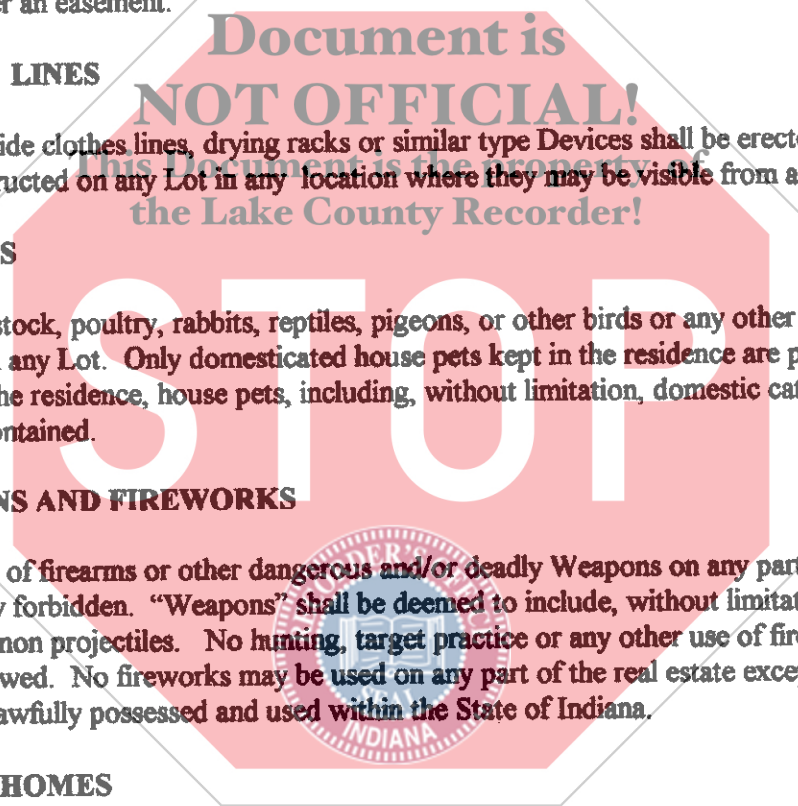 er an easement.
Document is
LINES
NOT OFFICIAL!
ide clothes lines, drying racks or similar type Devices shall be erect
This Document is the property of
ructed on any Lot in any location where they may be visible from a
the Lake County Recorder!
S
STOP
stock, poultry, rabbits, reptiles, pigeons, or other birds or any other
any Lot. Only domesticated house pets kept in the residence are p
he residence, house pets, including, without limitation, domestic cat
ontained.
NS AND FIREWORKS
of firearms or other dangerous and/or deadly Weapons on any part
y forbidden. “Weapons” shall be deemed to include, without limitat
non projectiles. No hunting, target practice or any other use of fire
wed. No fireworks may be used on any part of the real estate excep
awfully possessed and used within the State of Indiana.
RECORDER'S OFFICE
SEAL
INDIANA
HOMES